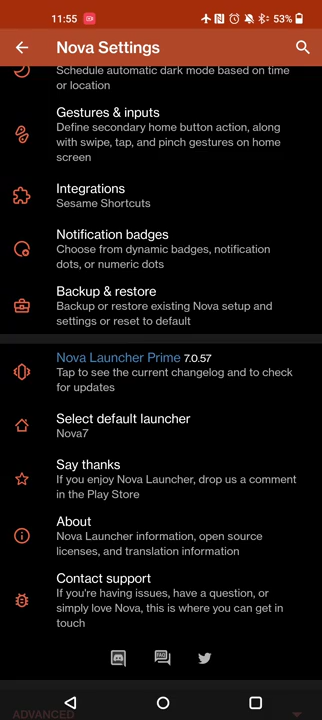 11:55
53%
Nova Settings
Schedule automatic dark mode based on time
or location
Gestures & inputs
Define secondary home button action, along
with swipe, tap, and pinch gestures on home
screen
Integrations
Sesame Shortcuts
Notification badges
Choose from dynamic badges, notification
dots, or numeric dots
Backup & restore
Backup or restore existing Nova setup and
settings or reset to default
Nova Launcher Prime 7.0.57
Tap to see the current changelog and to check
for updates
Select default launcher
Nova7
Say thanks
If you enjoy Nova Launcher, drop us a comment
in the Play Store
About
Nova Launcher information, open source
licenses, and translation information
Contact support
If you're having issues, have a question, or
simply love Nova, this is where you can get in
touch
FAQ
ADVANCED